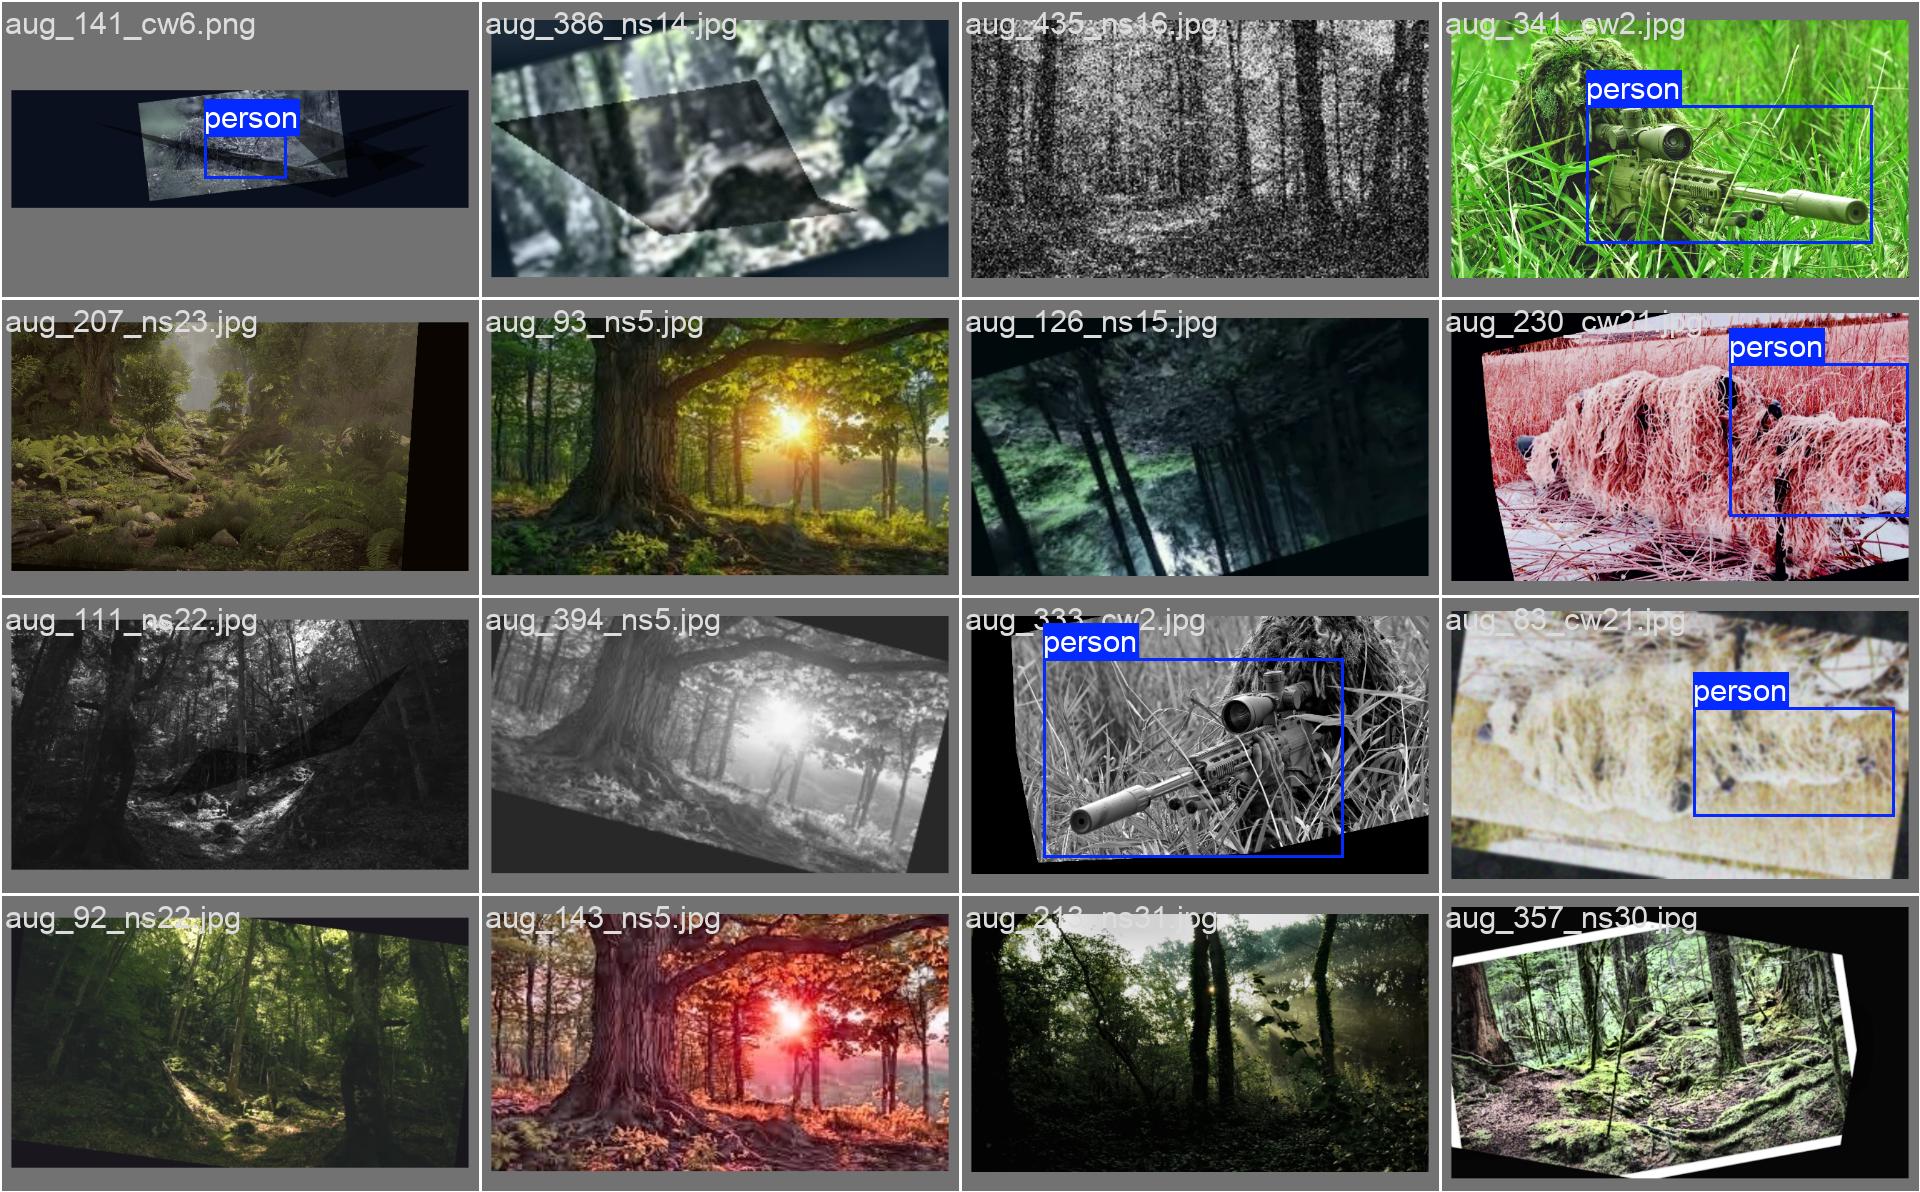 aug_141_cw6.png
aug_386_ns14.jpg
aug_435_ns16.jpg
aug_341_cw2.jpg
person
person
aug_207_ns23.jpg
aug_93_ns5.jpg
aug_126_ns15.jpg
aug_230_cw21.jpg
person
aug_111_ns22.jpg
aug_394_ns5.jpg
aug_333_cw2.jpg
aug_83_cw21.jpg
person
person
aug_92_ns22.jpg
aug_143_ns5.jpg
aug_213_ns31.jpg
aug_357_ns30.jpg